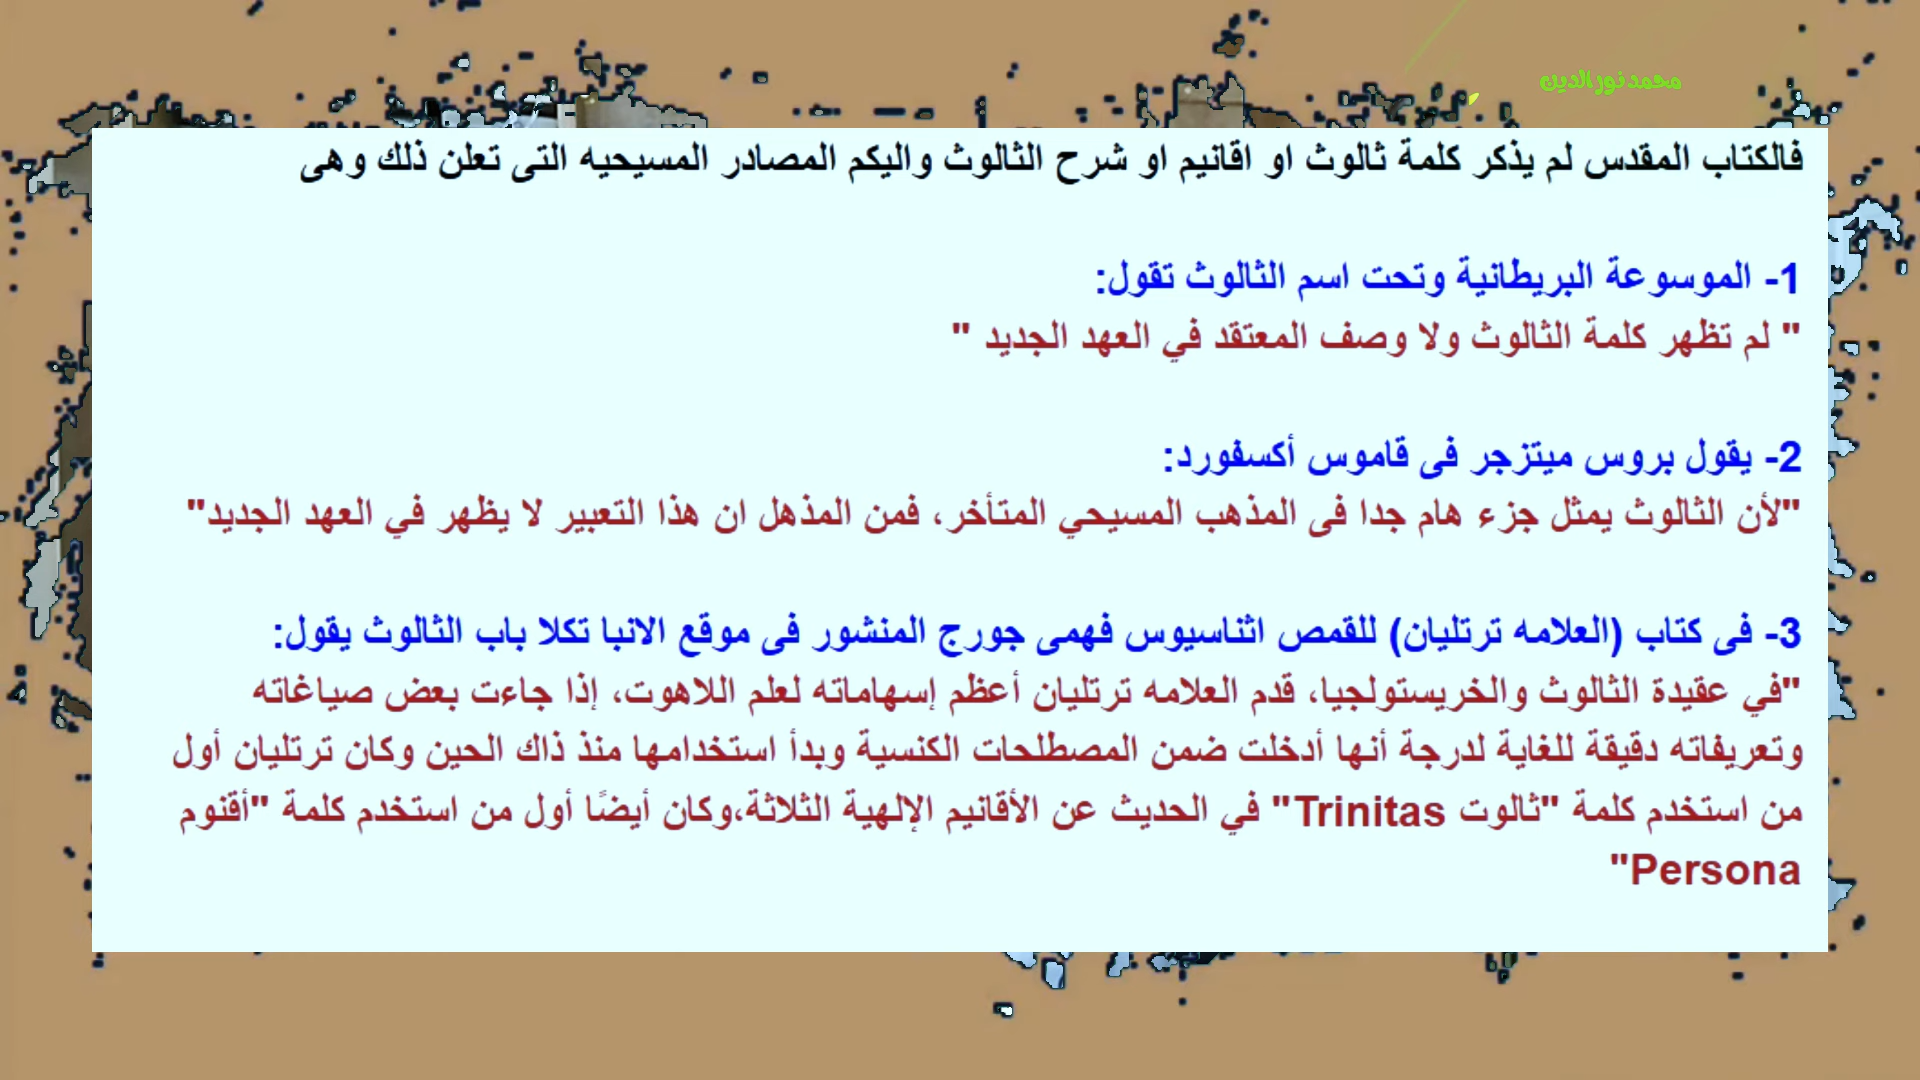 محمد نور الدين
فالكتاب المقدس لم يذكر كلمة ثالوث او اقانيم او شرح الثالوث واليكم المصادر المسيحيه التى تعلن ذلك وهى
1- الموسوعة البريطانية وتحت اسم الثالوث تقول:
" لم تظهر كلمة الثالوث ولا وصف المعتقد في العهد الجديد "
2- يقول بروس ميتزجر فى قاموس أكسفورد:
"لأن الثالوث يمثل جزء هام جدا فى المذهب المسيحي المتأخر، فمن المذهل ان هذا التعبير لا يظهر في العهد الجديد"
3- فى كتاب (العلامه ترتليان) للقمص اثناسيوس فهمى جورج المنشور فى موقع الانبا تكلا باب الثالوث يقول:
"في عقيدة الثالوث والخريستولجيا، قدم العلامه ترتليان أعظم إسهاماته لعلم اللاهوت، إذا جاءت بعض صياغاته
وتعريفاته دقيقة للغاية لدرجة أنها أدخلت ضمن المصطلحات الكنسية وبدأ استخدامها منذ ذاك الحين وكان ترتليان أول
من استخدم كلمة "ثالوت Trinitas" في الحديث عن الأقانيم الإلهية الثلاثة،وكان أيضًا أول من استخدم كلمة "أقنوم
Persona"